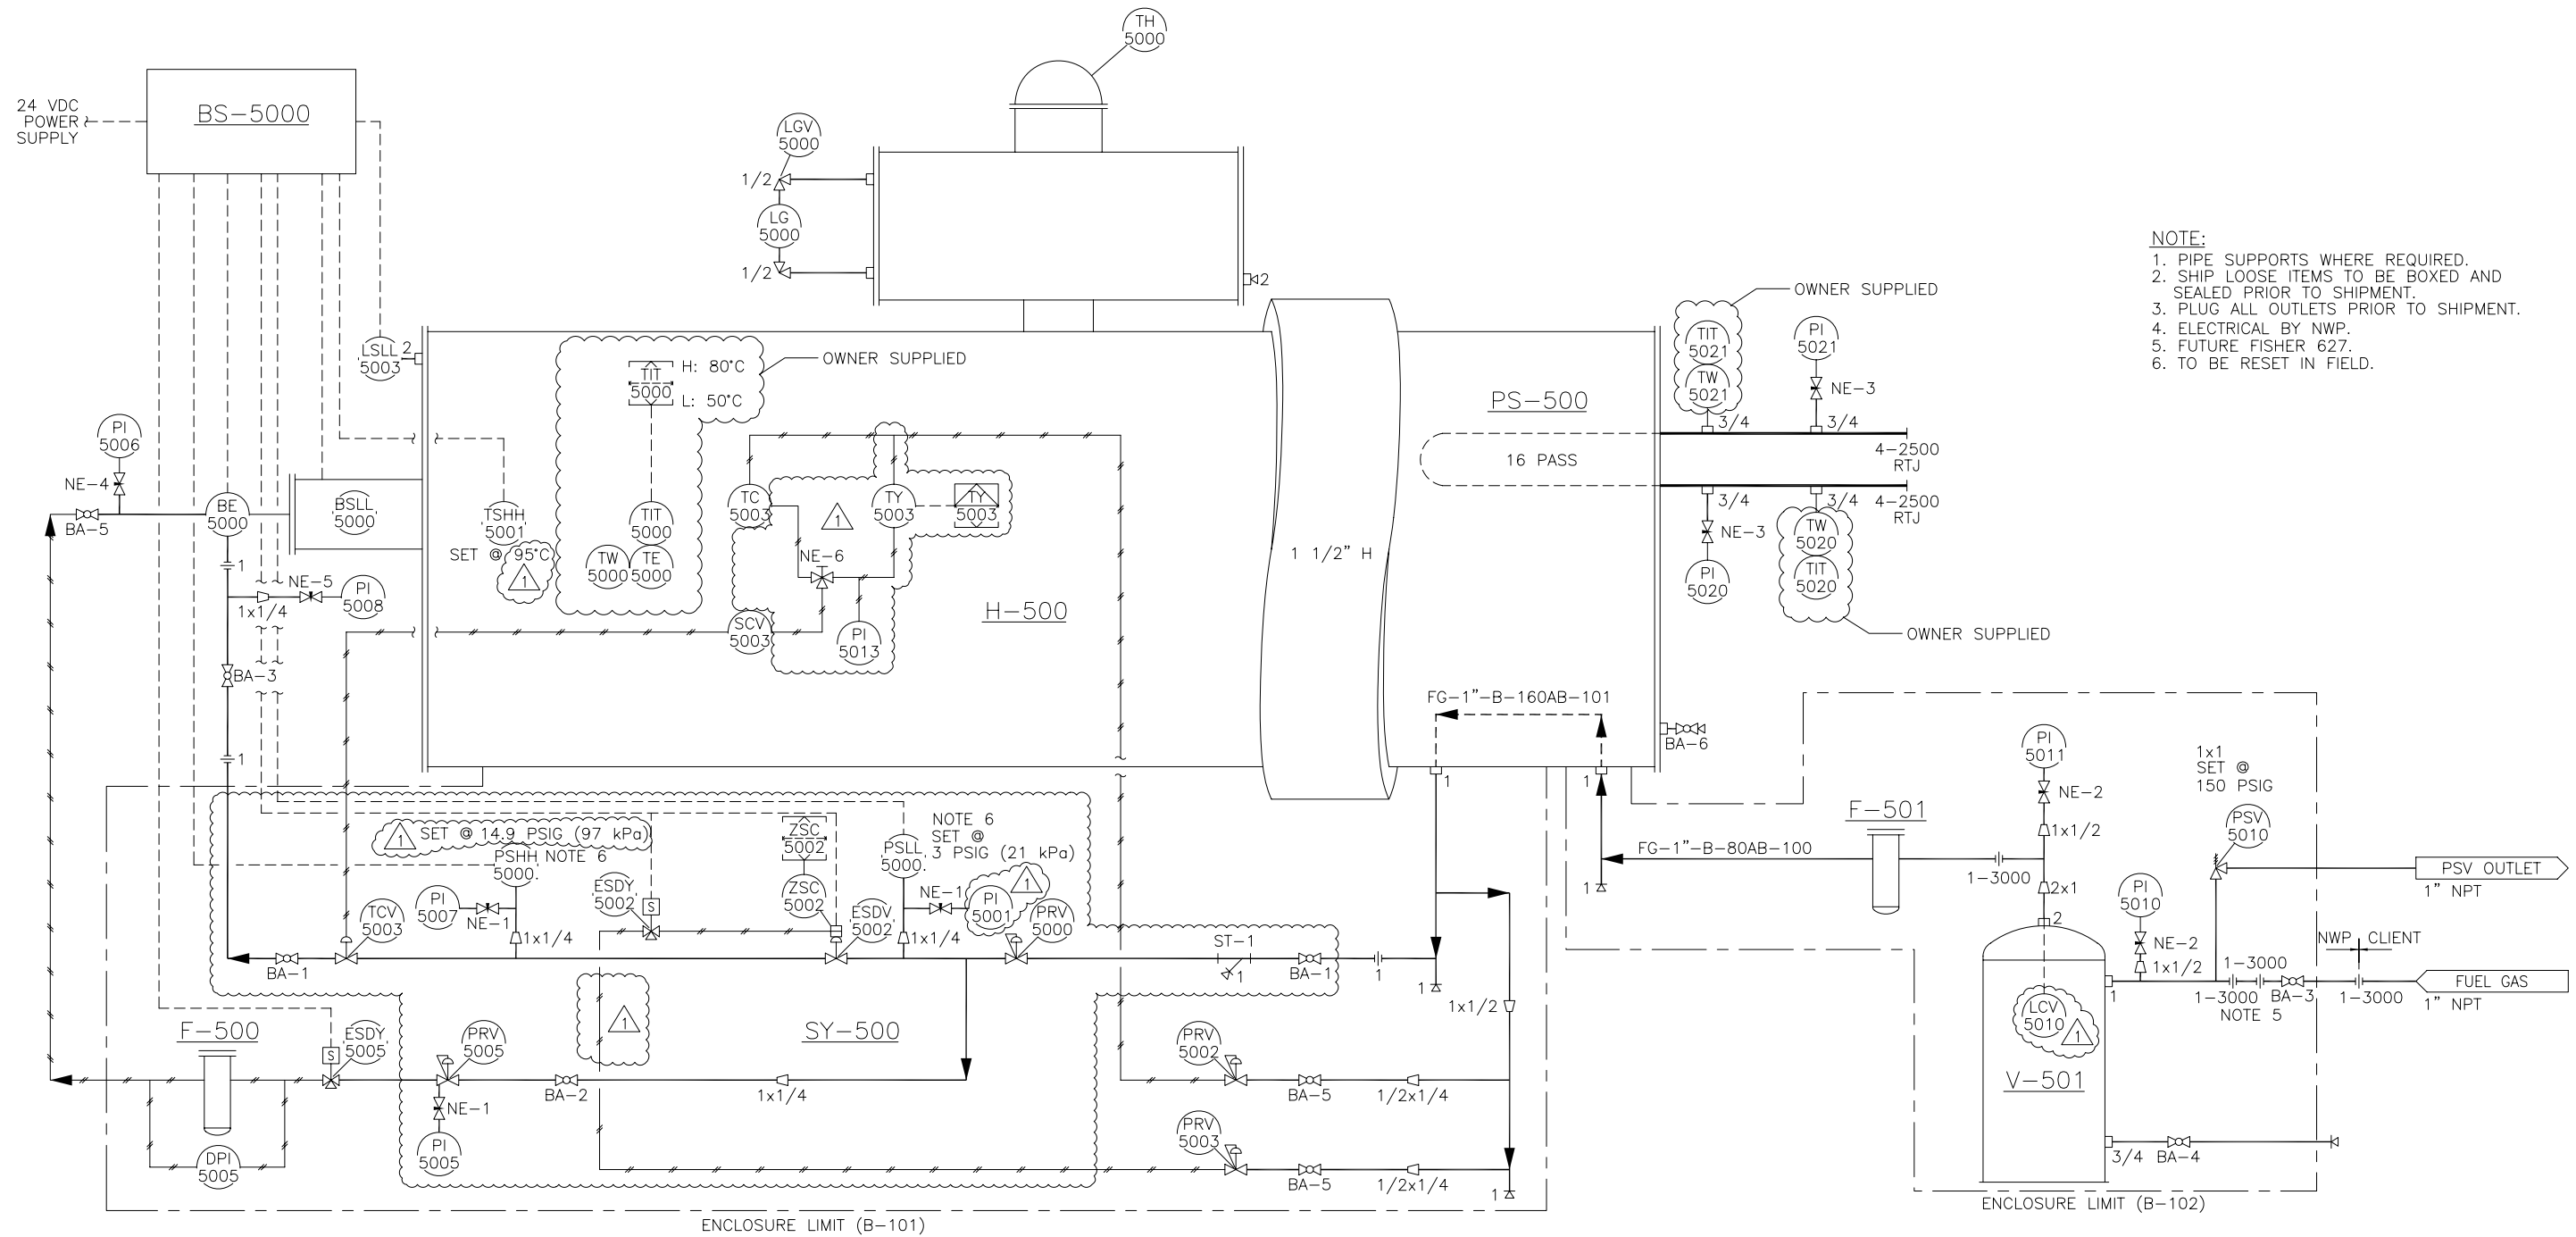 TH
5000
24 VDC
POWER
SUPPLY
BS-5000
LGV
5000
1/2
LG
5000
1/2
2
NOTE:
1. PIPE SUPPORTS WHERE REQUIRED.
2. SHIP LOOSE ITEMS TO BE BOXED AND
SEALED PRIOR TO SHIPMENT.
3. PLUG ALL OUTLETS PRIOR TO SHIPMENT.
4. ELECTRICAL BY NWP.
5. FUTURE FISHER 627.
6. TO BE RESET IN FIELD.
OWNER SUPPLIED
LSLL
5003
2
TIT
5000
H: 80°C
L: 50°C
OWNER SUPPLIED
PS-500
TIT
5021
TW
5021
PI
5021
NE-3
3/4
3/4
4-2500
RTJ
16 PASS
3/4
3/4
4-2500
RTJ
NE-3
PI
5020
TW
5020
TIT
5020
OWNER SUPPLIED
PI
5006
NE-4
BA-5
BE
5000
BSLL
5000
TSHH
5001
SET @ 95°C
1
TIT
5000
TW
5000
TE
5000
TC
5003
1
TY
5003
TY
5003
NE-6
1 1/2" H
1
NE-5
1x1/4
PI
5008
SCV
5003
PI
5013
H-500
BA-3
1
FG-1"-B-160AB-101
BA-6
1
1
PI
5011
NE-2
1x1/2
1x1
SET @
150 PSIG
PSV
5010
F-501
FG-1"-B-80AB-100
1-3000
2x1
1
2
PSV OUTLET
1" NPT
PI
5010
NE-2
1x1/2
NWP
CLIENT
1-3000
1-3000
NOTE 5
BA-3
1-3000
FUEL GAS
1" NPT
1
LCV
5010
1
V-501
3/4
BA-4
ENCLOSURE LIMIT (B-102)
1
SET @ 14.9 PSIG (97 kPa)
PSHH
5000.
NOTE 6
ZSC
5002
ZSC
5002
PSLL
5000.
NOTE 6
SET @
3 PSIG (21 kPa)
1
NE-1
PI
5001
PRV
5000
ESDY
5002
S
ESDV
5002
PI
5007
NE-1
1x1/4
1x1/4
TCV
5003
BA-1
ST-1
1
BA-1
1
1
1x1/2
F-500
ESDY
5005
S
PRV
5005
1
SY-500
NE-1
PI
5005
BA-2
1x1/4
DPI
5005
PRV
5002
BA-5
1/2x1/4
PRV
5003
BA-5
1/2x1/4
1
ENCLOSURE LIMIT (B-101)